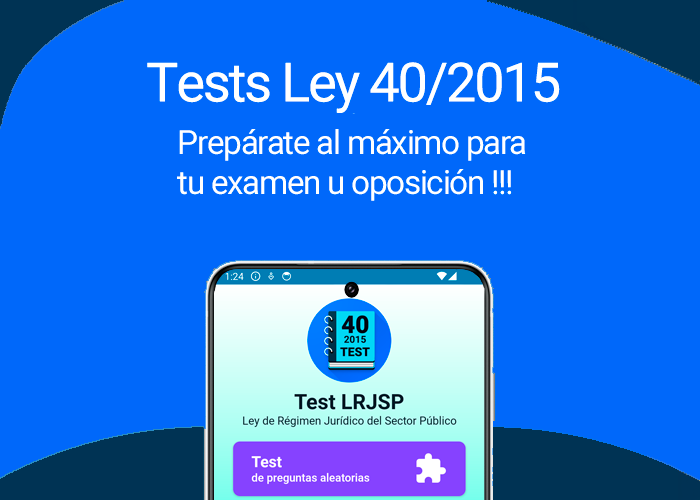 Tests Ley 40/2015
Prepárate al máximo para
tu examen u oposición !!!
1:24
40
2015
TEST
Test LRJSP
Ley de Régimen Jurídico del Sector Público
Test
de preguntas aleatorias